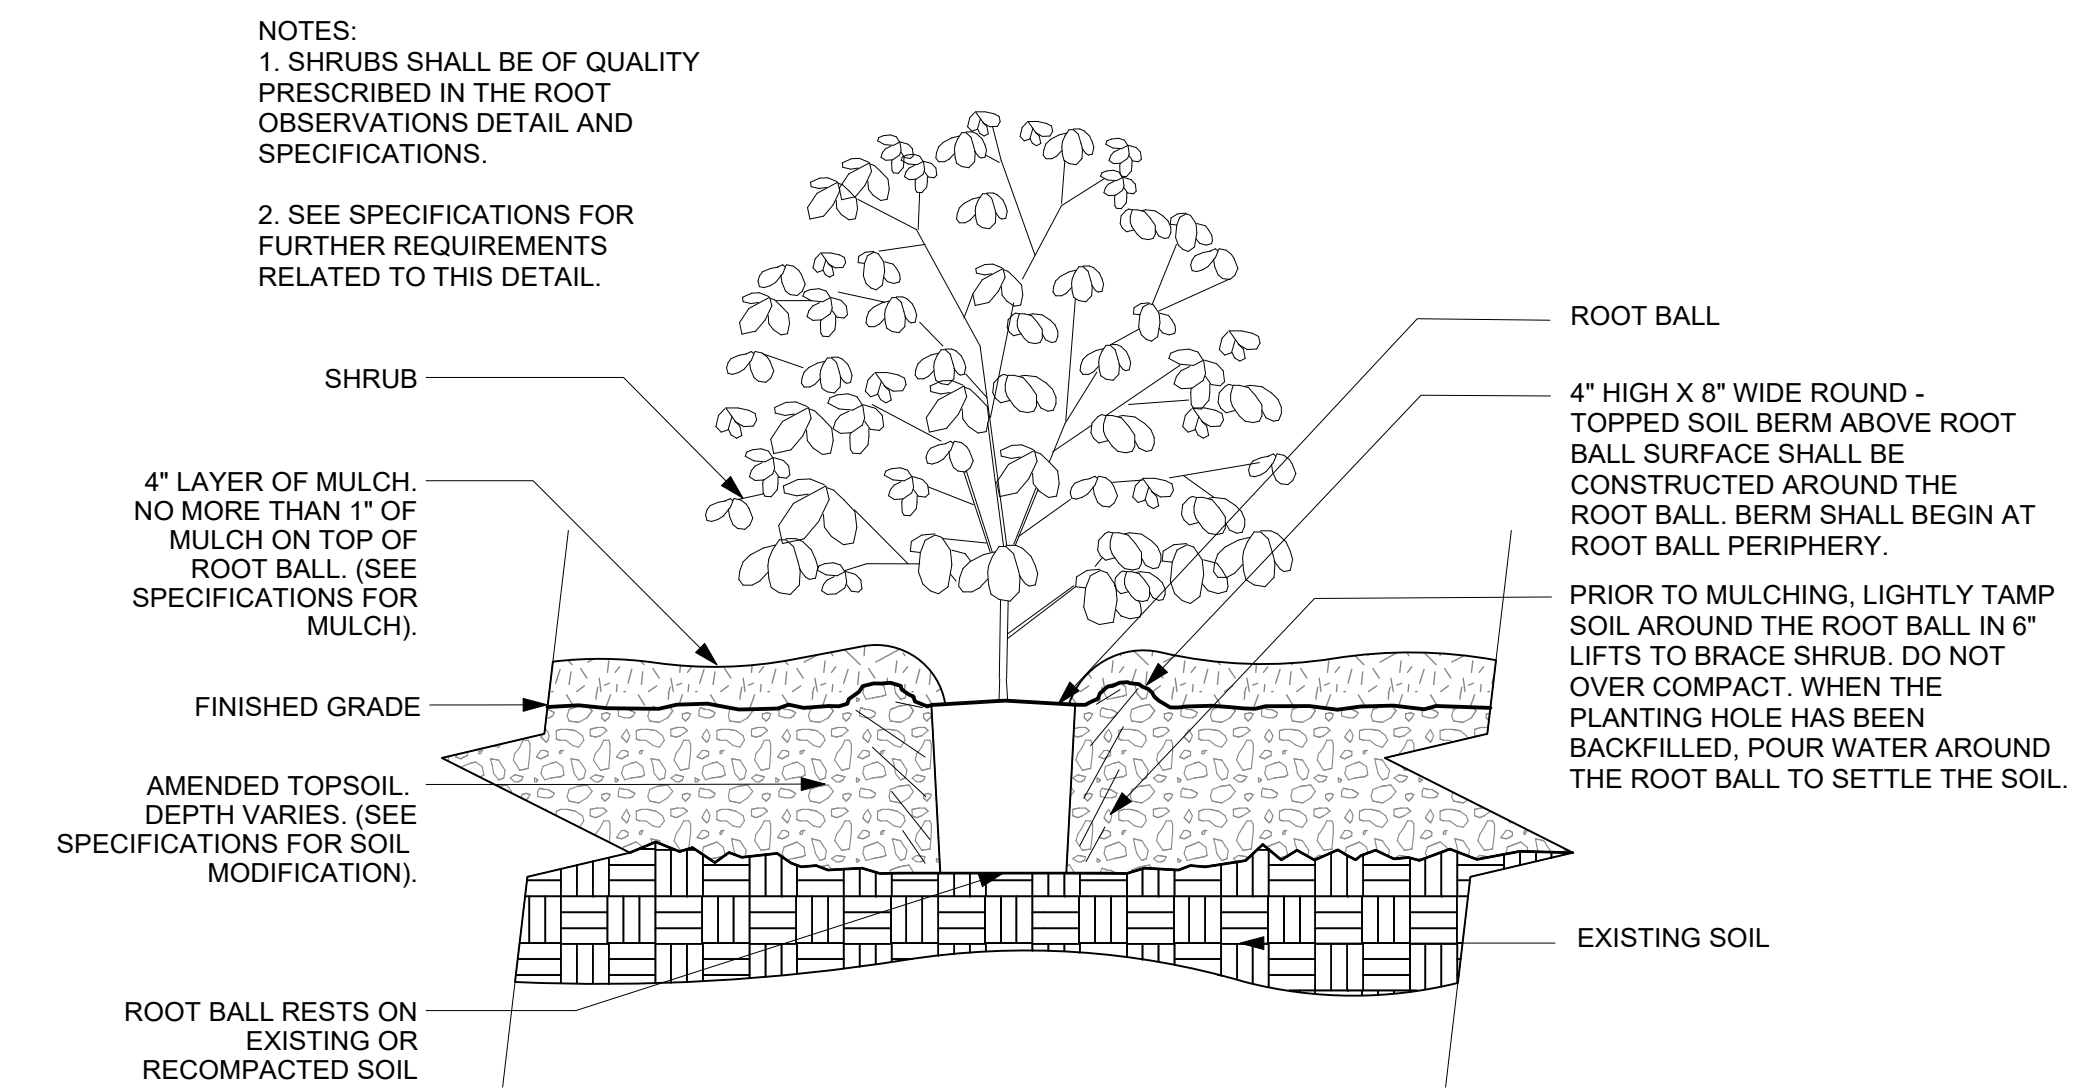 NOTES:
1. SHRUBS SHALL BE OF QUALITY
PRESCRIBED IN THE ROOT
OBSERVATIONS DETAIL AND
SPECIFICATIONS.
2. SEE SPECIFICATIONS FOR
FURTHER REQUIREMENTS
RELATED TO THIS DETAIL.
SHRUB
4" LAYER OF MULCH.
NO MORE THAN 1" OF
MULCH ON TOP OF
ROOT BALL. (SEE
SPECIFICATIONS FOR
MULCH).
FINISHED GRADE
AMENDED TOPSOIL.
DEPTH VARIES. (SEE
SPECIFICATIONS FOR SOIL
MODIFICATION).
ROOT BALL RESTS ON
EXISTING OR
RECOMPACTED SOIL
ROOT BALL
4" HIGH X 8" WIDE ROUND -
TOPPED SOIL BERM ABOVE ROOT
BALL SURFACE SHALL BE
CONSTRUCTED AROUND THE
ROOT BALL. BERM SHALL BEGIN AT
ROOT BALL PERIPHERY.
PRIOR TO MULCHING, LIGHTLY TAMP
SOIL AROUND THE ROOT BALL IN 6"
LIFTS TO BRACE SHRUB. DO NOT
OVER COMPACT. WHEN THE
PLANTING HOLE HAS BEEN
BACKFILLED, POUR WATER AROUND
THE ROOT BALL TO SETTLE THE SOIL.
EXISTING SOIL